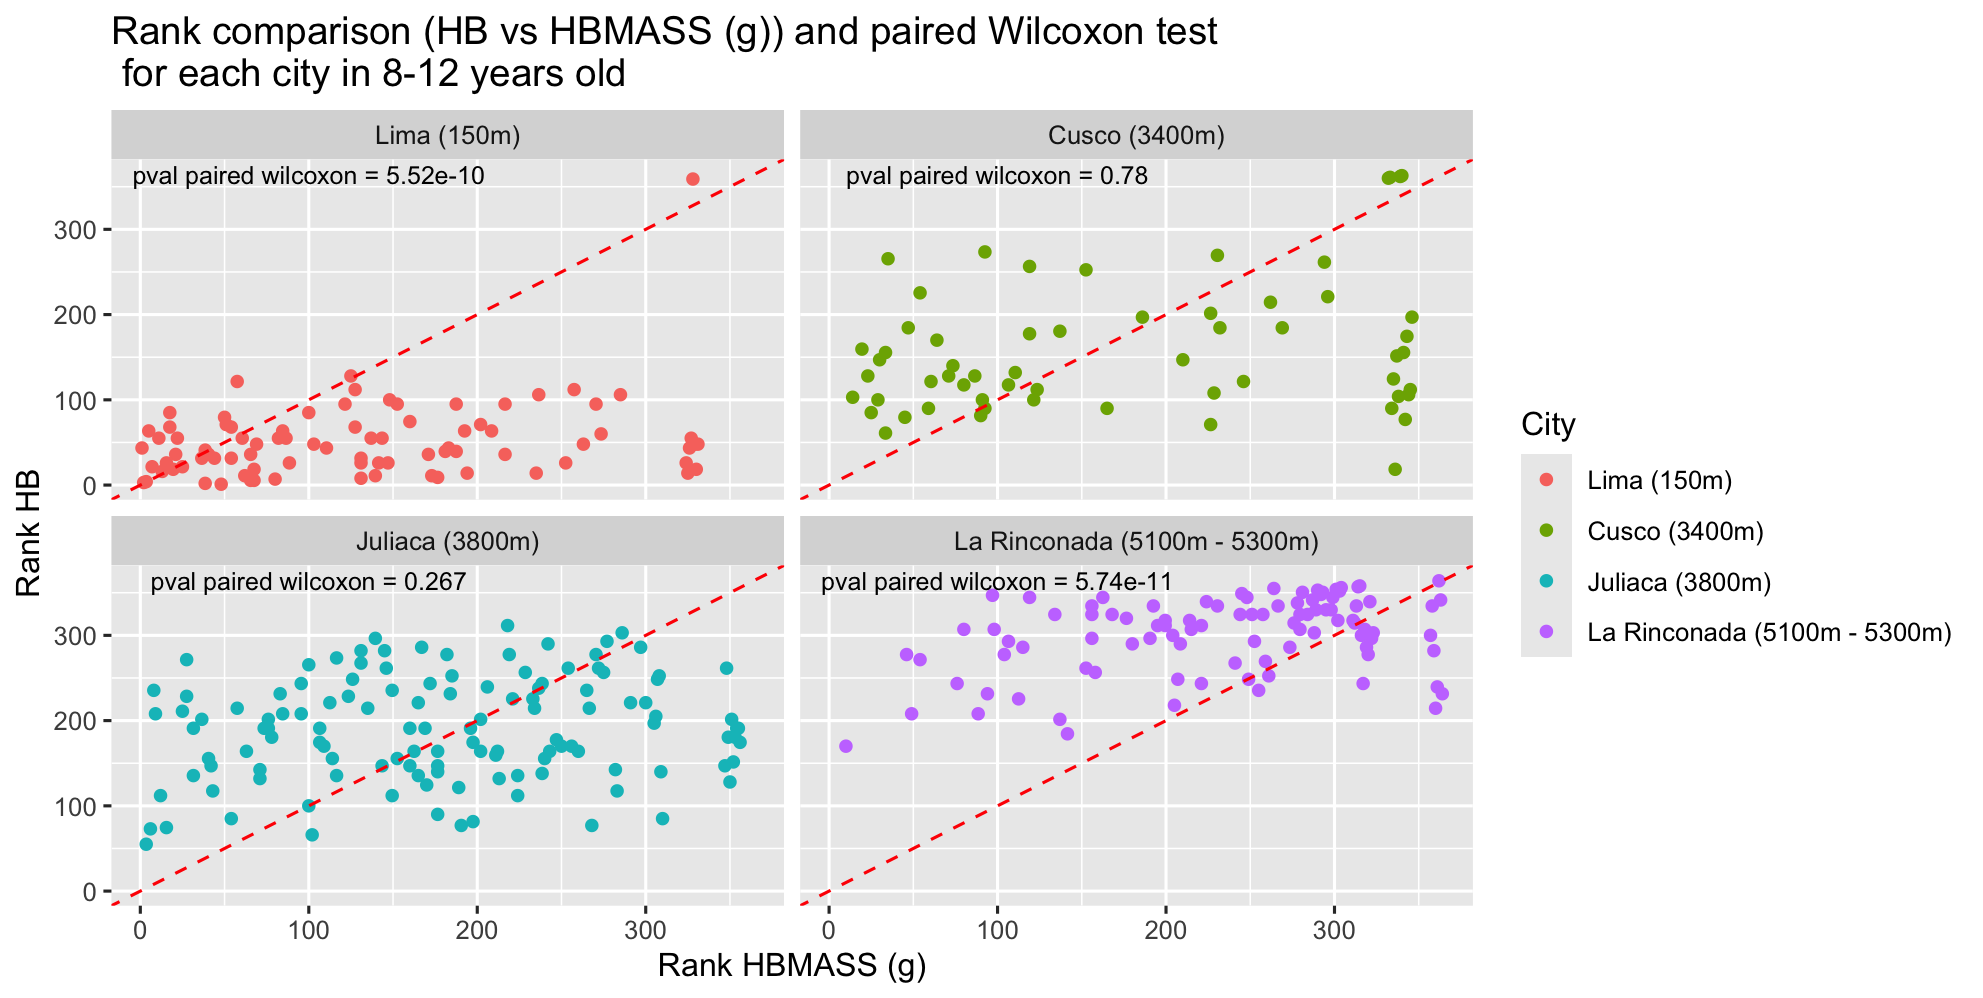 Rank comparison (HB vs HBMASS (g)) and paired Wilcoxon test
for each city in 8-12 years old
Lima (150m)
Cusco (3400m)
pval paired wilcoxon = 5.52e-10
pval paired wilcoxon = 0.78
300
200
100
0
Juliaca (3800m)
La Rinconada (5100m - 5300m)
pval paired wilcoxon = 0.267
pval paired wilcoxon = 5.74e-11
300
200
100
0
0 100 200 300
0 100 200 300
Rank HBMASS (g)
Rank HB
City
Lima (150m)
Cusco (3400m)
Juliaca (3800m)
La Rinconada (5100m - 5300m)